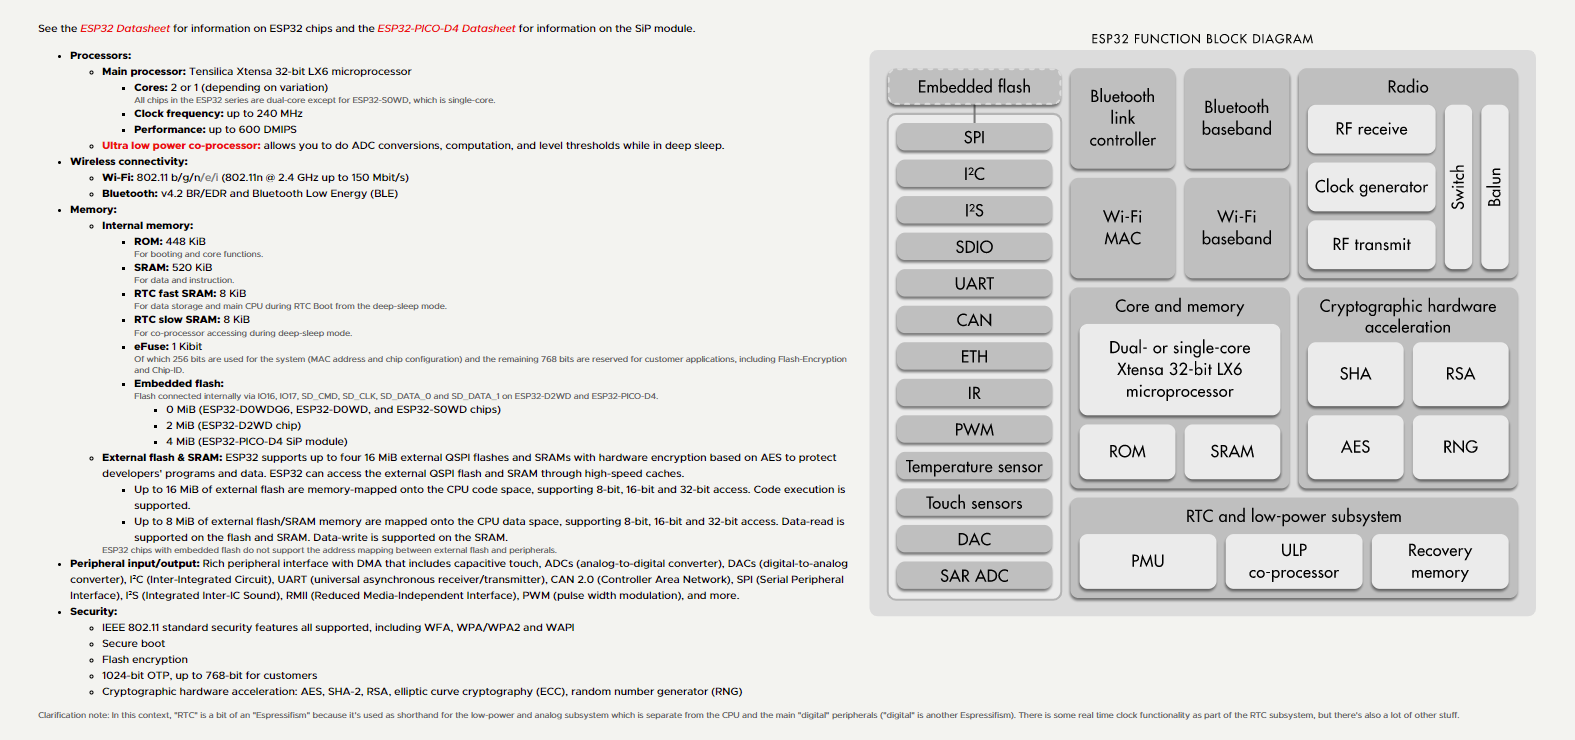 See the ESP32 Datasheet for information on ESP32 chips and the ESP32-PICO-D4 Datasheet for information on the SiP module.
• Processors:
Main processor: Tensilica Xtensa 32-bit LX6 microprocessor
Cores: 2 or 1 (depending on variation)
All chips in the ESP32 series are dual-core except for ESP32-S0WD, which is single-core.
Clock frequency: up to 240 MHz
Performance: up to 600 DMIPS
Ultra low power co-processor: allows you to do ADC conversions, computation, and level thresholds while in deep sleep.
• Wireless connectivity:
Wi-Fi: 802.11 b/g/n/e/i (802.11n @ 2.4 GHz up to 150 Mbit/s)
Bluetooth: v4.2 BR/EDR and Bluetooth Low Energy (BLE)
• Memory:
Internal memory:
ROM: 448 KiB
For booting and core functions.
SRAM: 520 KiB
For data and instruction.
RTC fast SRAM: 8 KiB
For data storage and main CPU during RTC Boot from the deep-sleep mode.
RTC slow SRAM: 8 KiB
For co-processor accessing during deep-sleep mode.
eFuse: 1 Kibit
Of which 256 bits are used for the system (MAC address and chip configuration) and the remaining 768 bits are reserved for customer applications, including Flash-Encryption
and Chip-ID.
Embedded flash:
Flash connected internally via IO16, IO17, SD_CMD, SD_CLK, SD_DATA_0 and SD_DATA_1 on ESP32-D2WD and ESP32-PICO-D4.
0 MiB (ESP32-D0WDQ6, ESP32-D0WD, and ESP32-S0WD chips)
2 MiB (ESP32-D2WD chip)
4 MiB (ESP32-PICO-D4 SiP module)
External flash & SRAM: ESP32 supports up to four 16 MiB external QSPI flashes and SRAMs with hardware encryption based on AES to protect
developers' programs and data. ESP32 can access the external QSPI flash and SRAM through high-speed caches.
Up to 16 MiB of external flash are memory-mapped onto the CPU code space, supporting 8-bit, 16-bit and 32-bit access. Code execution is
supported.
Up to 8 MiB of external flash/SRAM memory are mapped onto the CPU data space, supporting 8-bit, 16-bit and 32-bit access. Data-read is
supported on the flash and SRAM. Data-write is supported on the SRAM.
ESP32 chips with embedded flash do not support the address mapping between external flash and peripherals.
• Peripheral input/output: Rich peripheral interface with DMA that includes capacitive touch, ADCs (analog-to-digital converter), DACs (digital-to-analog
converter), I²C (Inter-Integrated Circuit), UART (universal asynchronous receiver/transmitter), CAN 2.0 (Controller Area Network), SPI (Serial Peripheral
Interface), I²S (Integrated Inter-IC Sound), RMII (Reduced Media-Independent Interface), PWM (pulse width modulation), and more.
• Security:
IEEE 802.11 standard security features all supported, including WFA, WPA/WPA2 and WAPI
Secure boot
Flash encryption
1024-bit OTP, up to 768-bit for customers
Cryptographic hardware acceleration: AES, SHA-2, RSA, elliptic curve cryptography (ECC), random number generator (RNG)
ESP32 FUNCTION BLOCK DIAGRAM
Embedded flash
SPI
I²C
I²S
SDIO
UART
CAN
ETH
IR
PWM
Temperature sensor
Touch sensors
DAC
SAR ADC
Bluetooth
link
controller
Bluetooth
baseband
Wi-Fi
MAC
Wi-Fi
baseband
Radio
RF receive
Clock generator
RF transmit
Switch
Balun
Core and memory
Dual- or single-core
Xtensa 32-bit LX6
microprocessor
ROM
SRAM
Cryptographic hardware
acceleration
SHA
RSA
AES
RNG
RTC and low-power subsystem
PMU
ULP
co-processor
Recovery
memory
Clarification note: In this context, "RTC" is a bit of an "Espressifism" because it's used as shorthand for the low-power and analog subsystem which is separate from the CPU and the main "digital" peripherals ("digital" is another Espressifism). There is some real time clock functionality as part of the RTC subsystem, but there's also a lot of other stuff.